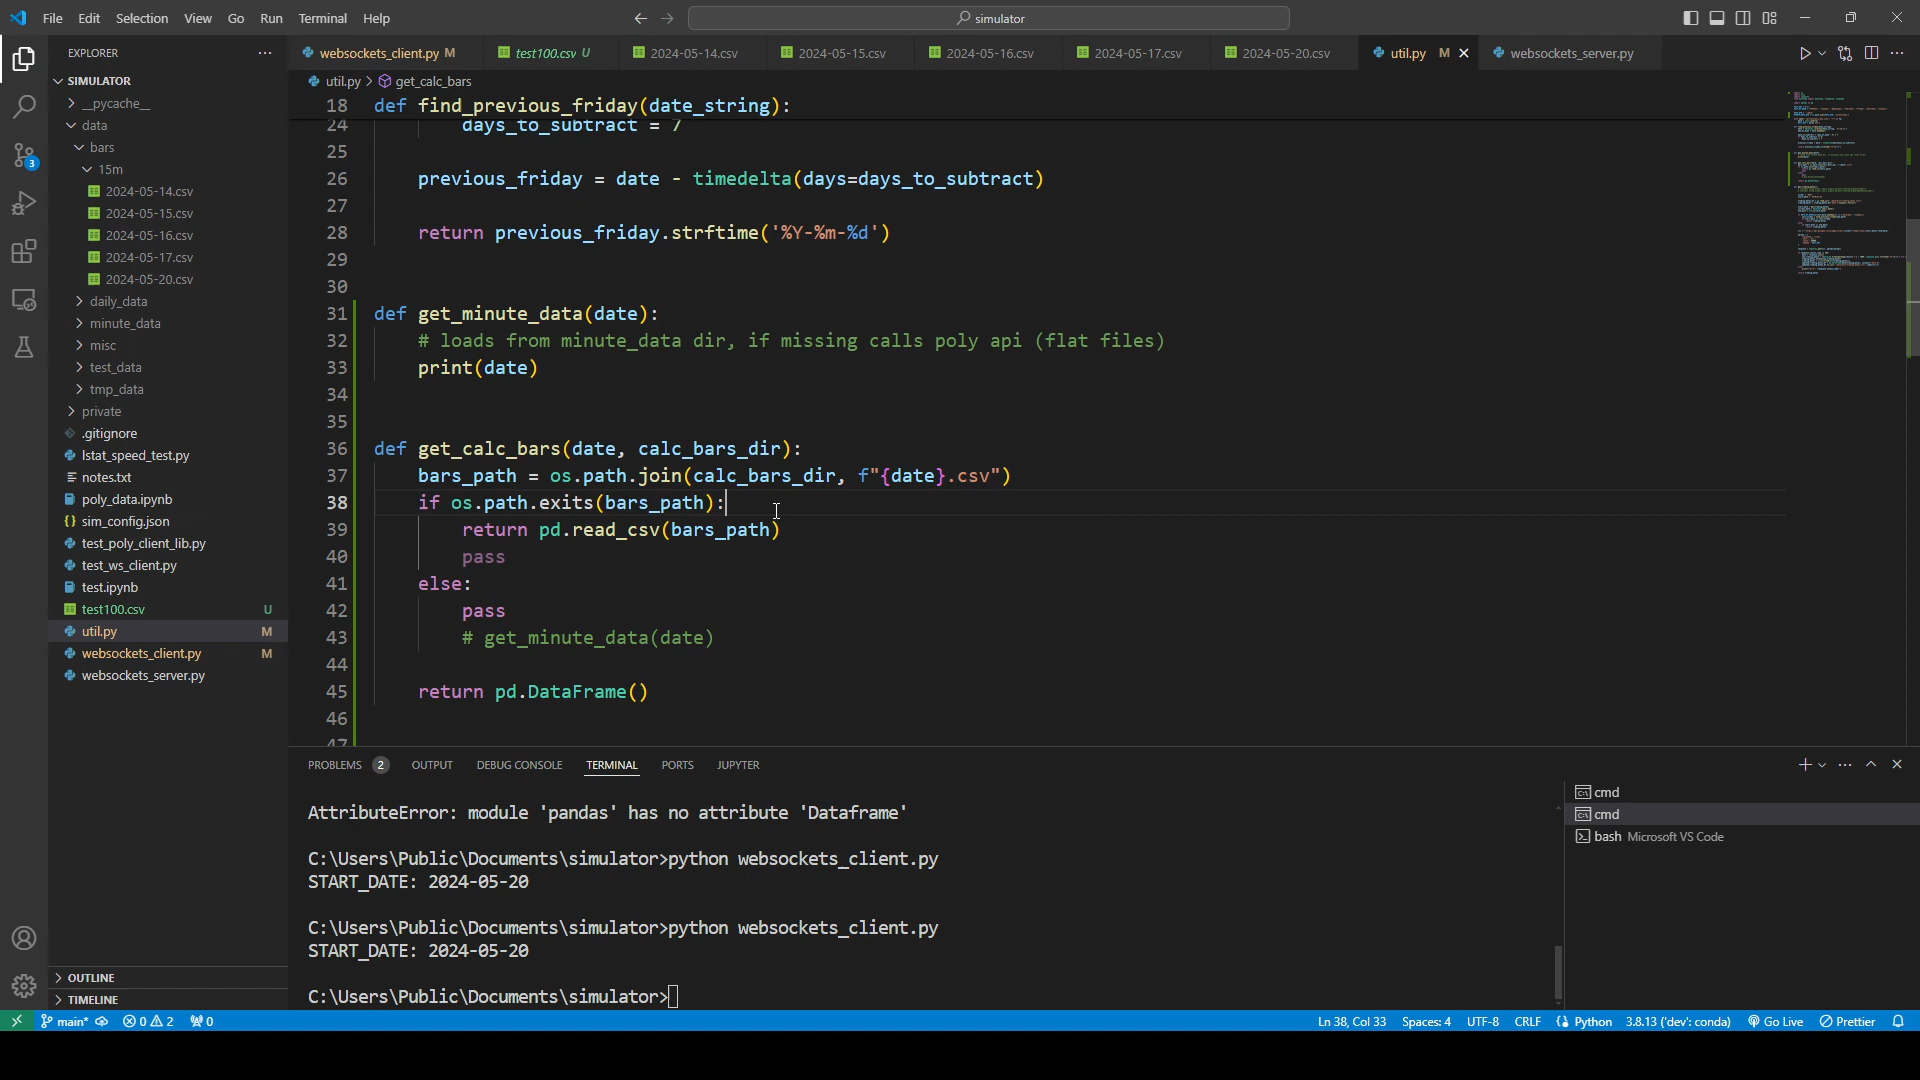 File Edit Selection View Go Run Terminal Help
simulator
EXPLORER
websockets_client.py M
test100.csv U
2024-05-14.csv
2024-05-15.csv
2024-05-16.csv
2024-05-17.csv
2024-05-20.csv
util.py M
websockets_server.py
util.py > get_calc_bars
SIMULATOR
__pycache__
data
bars
15m
2024-05-14.csv
2024-05-15.csv
2024-05-16.csv
2024-05-17.csv
2024-05-20.csv
daily_data
minute_data
misc
test_data
tmp_data
private
.gitignore
lstat_speed_test.py
notes.txt
poly_data.ipynb
sim_config.json
test_poly_client_lib.py
test_ws_client.py
test.ipynb
test100.csv U
util.py M
websockets_client.py M
websockets_server.py
OUTLINE
TIMELINE
18 def find_previous_friday(date_string):
24 days_to_subtract = 7
25
26 previous_friday = date - timedelta(days=days_to_subtract)
27
28 return previous_friday.strftime('%Y-%m-%d')
29
30
31 def get_minute_data(date):
32 # loads from minute_data dir, if missing calls poly api (flat files)
33 print(date)
34
35
36 def get_calc_bars(date, calc_bars_dir):
37 bars_path = os.path.join(calc_bars_dir, f"{date}.csv")
38 if os.path.exits(bars_path):
39 return pd.read_csv(bars_path)
40 pass
41 else:
42 pass
43 # get_minute_data(date)
44
45 return pd.DataFrame()
46
47
PROBLEMS 2 OUTPUT DEBUG CONSOLE TERMINAL PORTS JUPYTER
AttributeError: module 'pandas' has no attribute 'Dataframe'
C:\Users\Public\Documents\simulator>python websockets_client.py
START_DATE: 2024-05-20
C:\Users\Public\Documents\simulator>python websockets_client.py
START_DATE: 2024-05-20
C:\Users\Public\Documents\simulator>
cmd
cmd
bash Microsoft VS Code
3
main* 0 2 0
Ln 38, Col 33 Spaces: 4 UTF-8 CRLF Python 3.8.13 ('dev': conda) Go Live Prettier